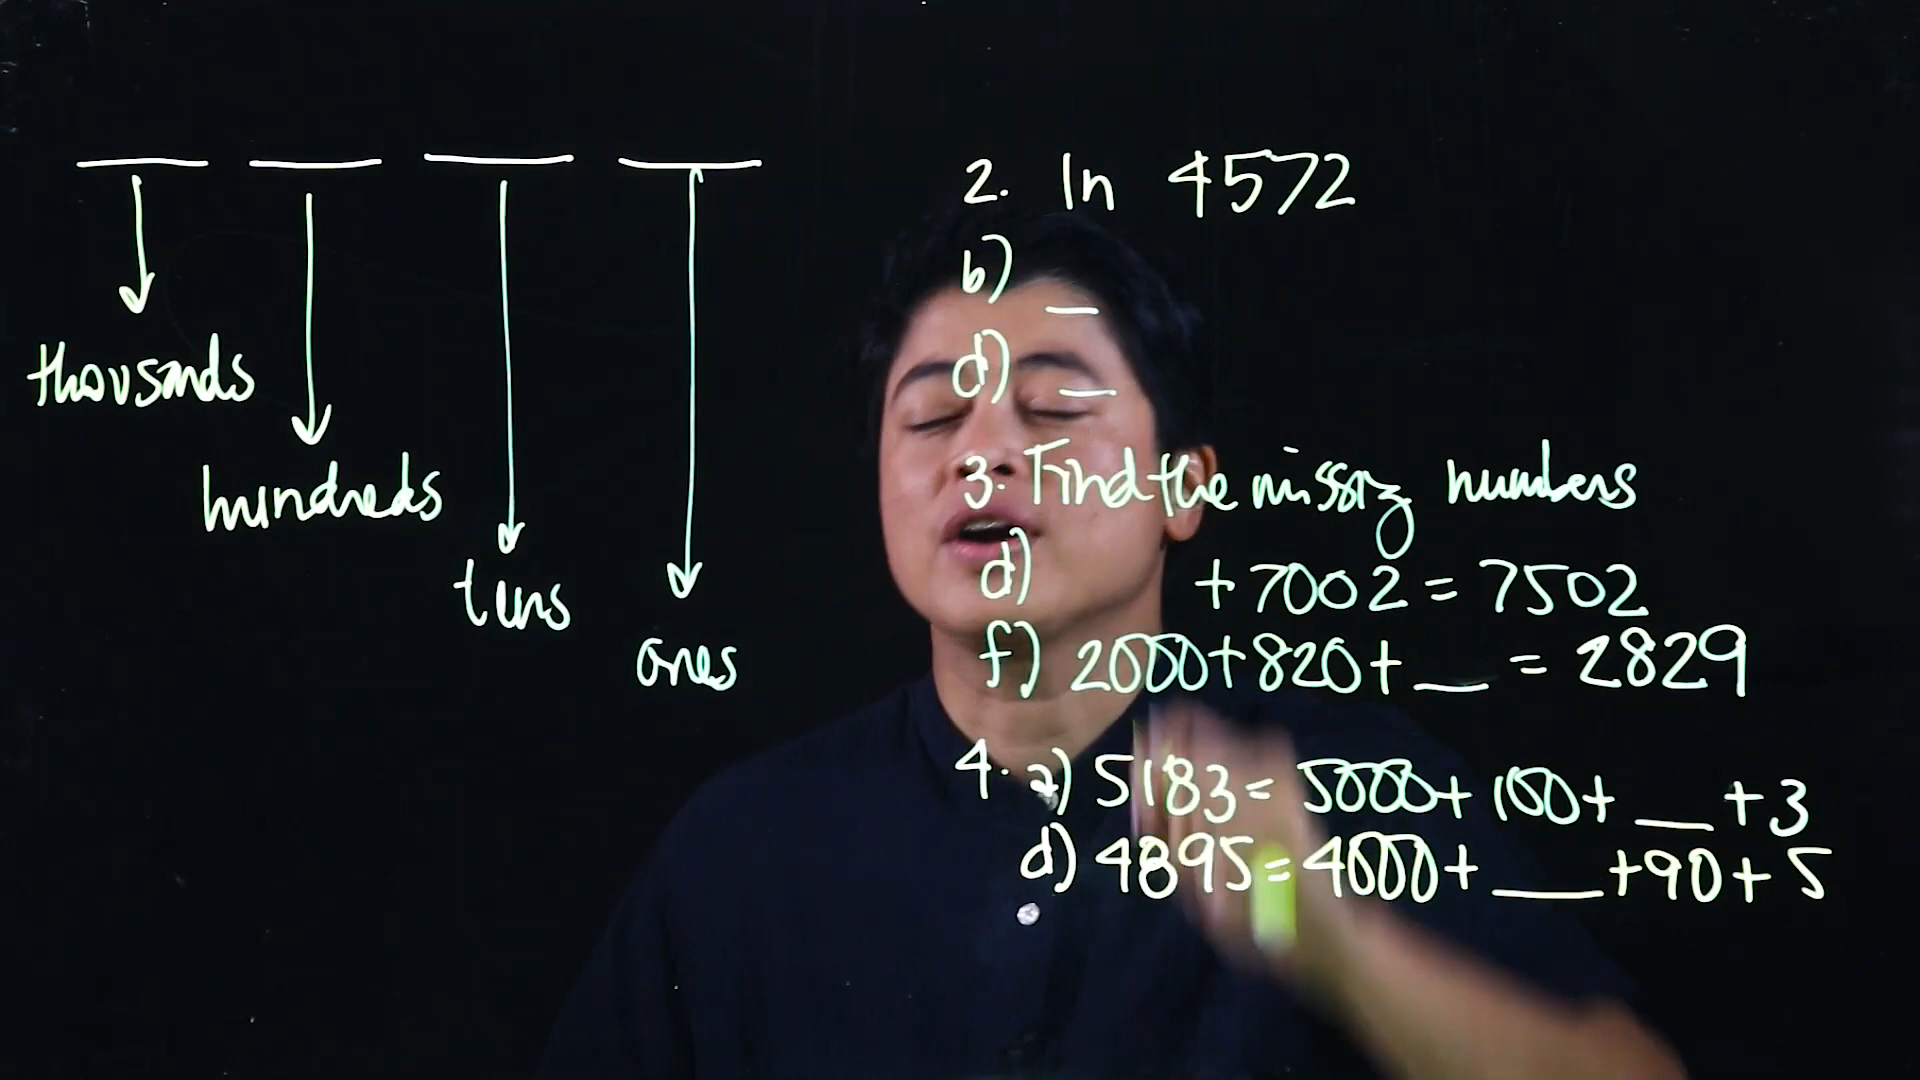 thousands
hundreds
tens
ones
2. In 4572
b) _
d) _
3. Find the missing numbers
d) +7002 = 7502
f) 2000+820+ __ = 2829
4. a) 5183 = 5000+ 100+ __ +3
d) 4895 = 4000+ __ +90+ 5